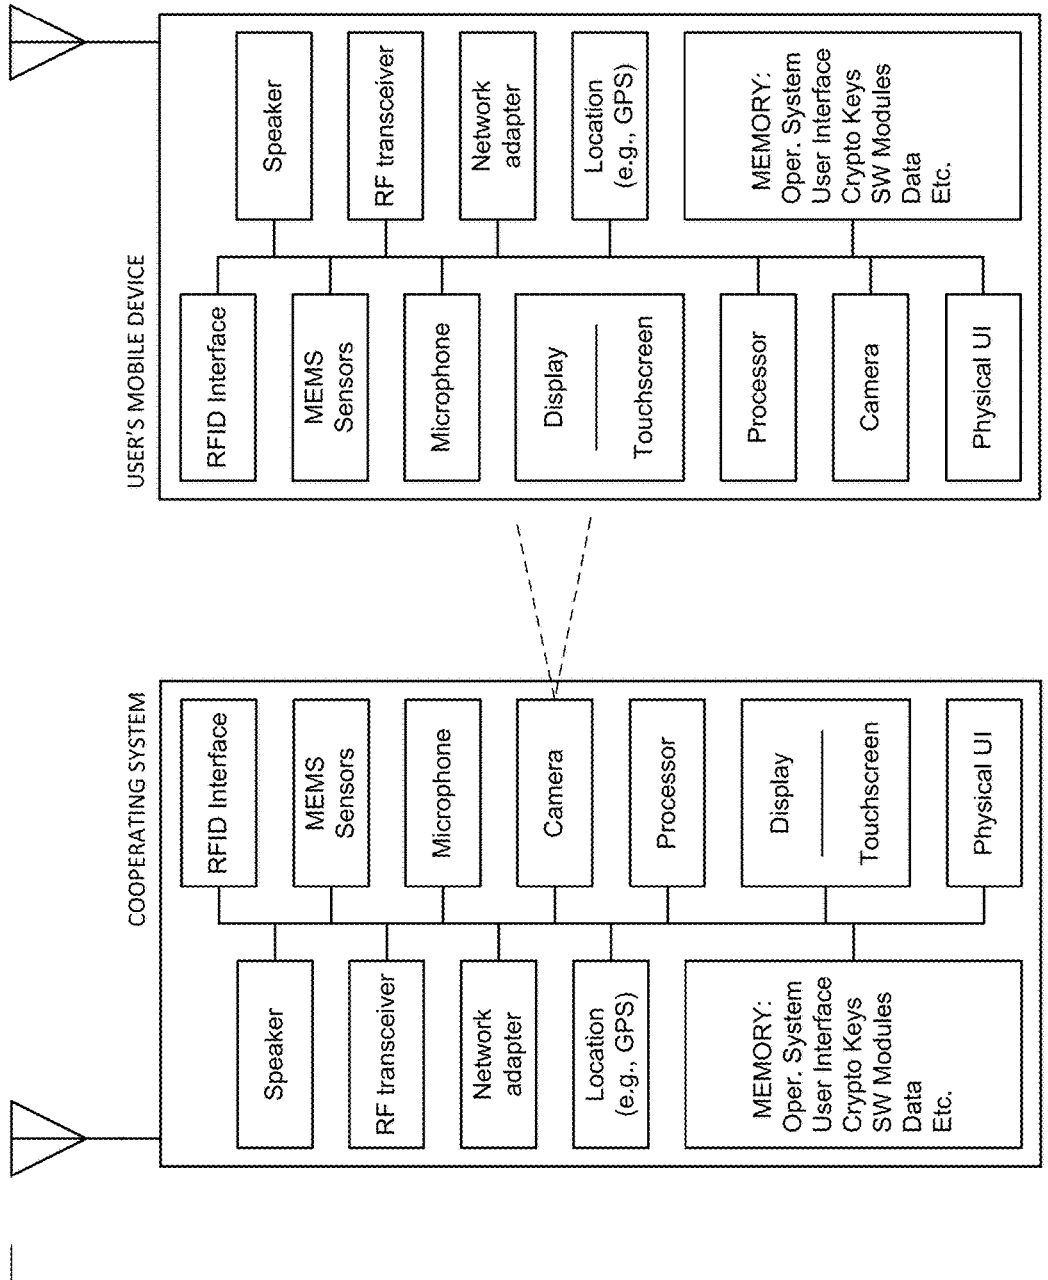 COOPERATING SYSTEM
Speaker
RF transceiver
Network
adapter
Location
(e.g., GPS)
MEMORY:
Oper. System
User Interface
Crypto Keys
SW Modules
Data
Etc.
RFID Interface
MEMS
Sensors
Microphone
Camera
Processor
Display
Touchscreen
Physical UI
USER'S MOBILE DEVICE
RFID Interface
MEMS
Sensors
Microphone
Display
Touchscreen
Processor
Camera
Physical UI
Speaker
RF transceiver
Network
adapter
Location
(e.g., GPS)
MEMORY:
Oper. System
User Interface
Crypto Keys
SW Modules
Data
Etc.